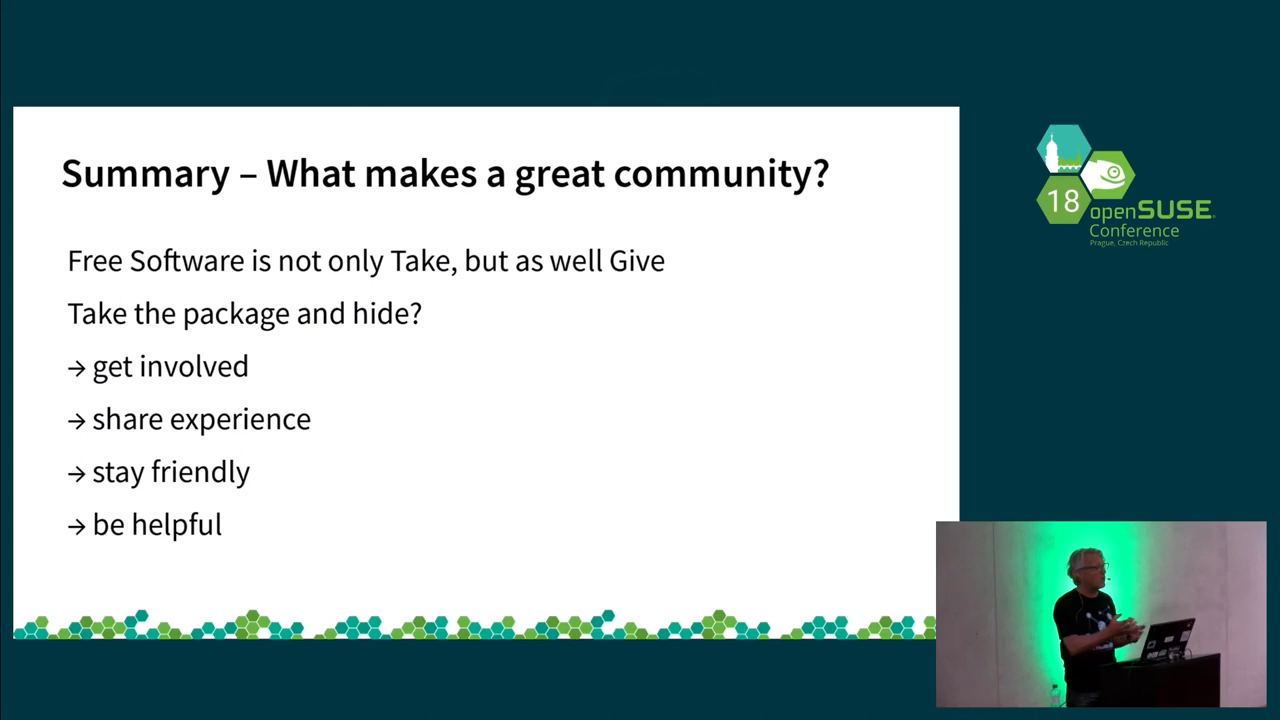 Summary – What makes a great community?
Free Software is not only Take, but as well Give
Take the package and hide?
→ get involved
→ share experience
→ stay friendly
→ be helpful
18
openSUSE
Conference
Prague, Czech Republic